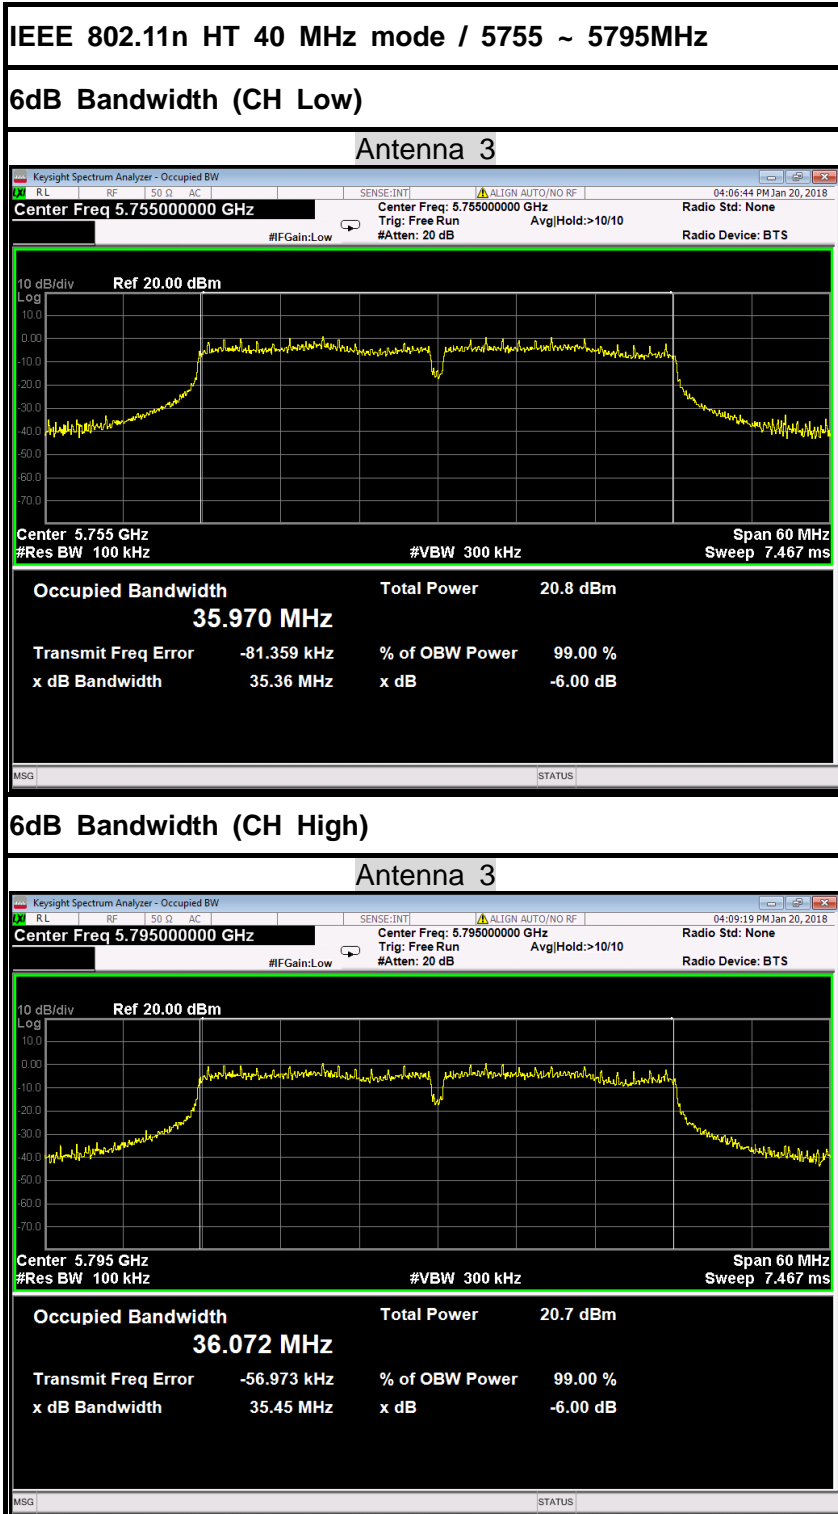 IEEE 802.11n HT 40 MHz mode / 5755 ~ 5795MHz
6dB Bandwidth (CH Low)
Antenna 3
Keysight Spectrum Analyzer - Occupied BW
LXI RL RF 50 Ω AC SENSE:INT ALIGN AUTO/NO RF 04:06:44 PM Jan 20, 2018
Center Freq 5.755000000 GHz
Center Freq: 5.755000000 GHz Radio Std: None
Trig: Free Run Avg|Hold:>10/10
#IFGain:Low #Atten: 20 dB Radio Device: BTS
10 dB/div Ref 20.00 dBm
Log
10.0
0.00
-10.0
-20.0
-30.0
-40.0
-50.0
-60.0
-70.0
Center 5.755 GHz Span 60 MHz
#Res BW 100 kHz #VBW 300 kHz Sweep 7.467 ms
Occupied Bandwidth Total Power 20.8 dBm
35.970 MHz
Transmit Freq Error -81.359 kHz % of OBW Power 99.00 %
x dB Bandwidth 35.36 MHz x dB -6.00 dB
MSG STATUS
6dB Bandwidth (CH High)
Antenna 3
Keysight Spectrum Analyzer - Occupied BW
LXI RL RF 50 Ω AC SENSE:INT ALIGN AUTO/NO RF 04:09:19 PM Jan 20, 2018
Center Freq 5.795000000 GHz
Center Freq: 5.795000000 GHz Radio Std: None
Trig: Free Run Avg|Hold:>10/10
#IFGain:Low #Atten: 20 dB Radio Device: BTS
10 dB/div Ref 20.00 dBm
Log
10.0
0.00
-10.0
-20.0
-30.0
-40.0
-50.0
-60.0
-70.0
Center 5.795 GHz Span 60 MHz
#Res BW 100 kHz #VBW 300 kHz Sweep 7.467 ms
Occupied Bandwidth Total Power 20.7 dBm
36.072 MHz
Transmit Freq Error -56.973 kHz % of OBW Power 99.00 %
x dB Bandwidth 35.45 MHz x dB -6.00 dB
MSG STATUS